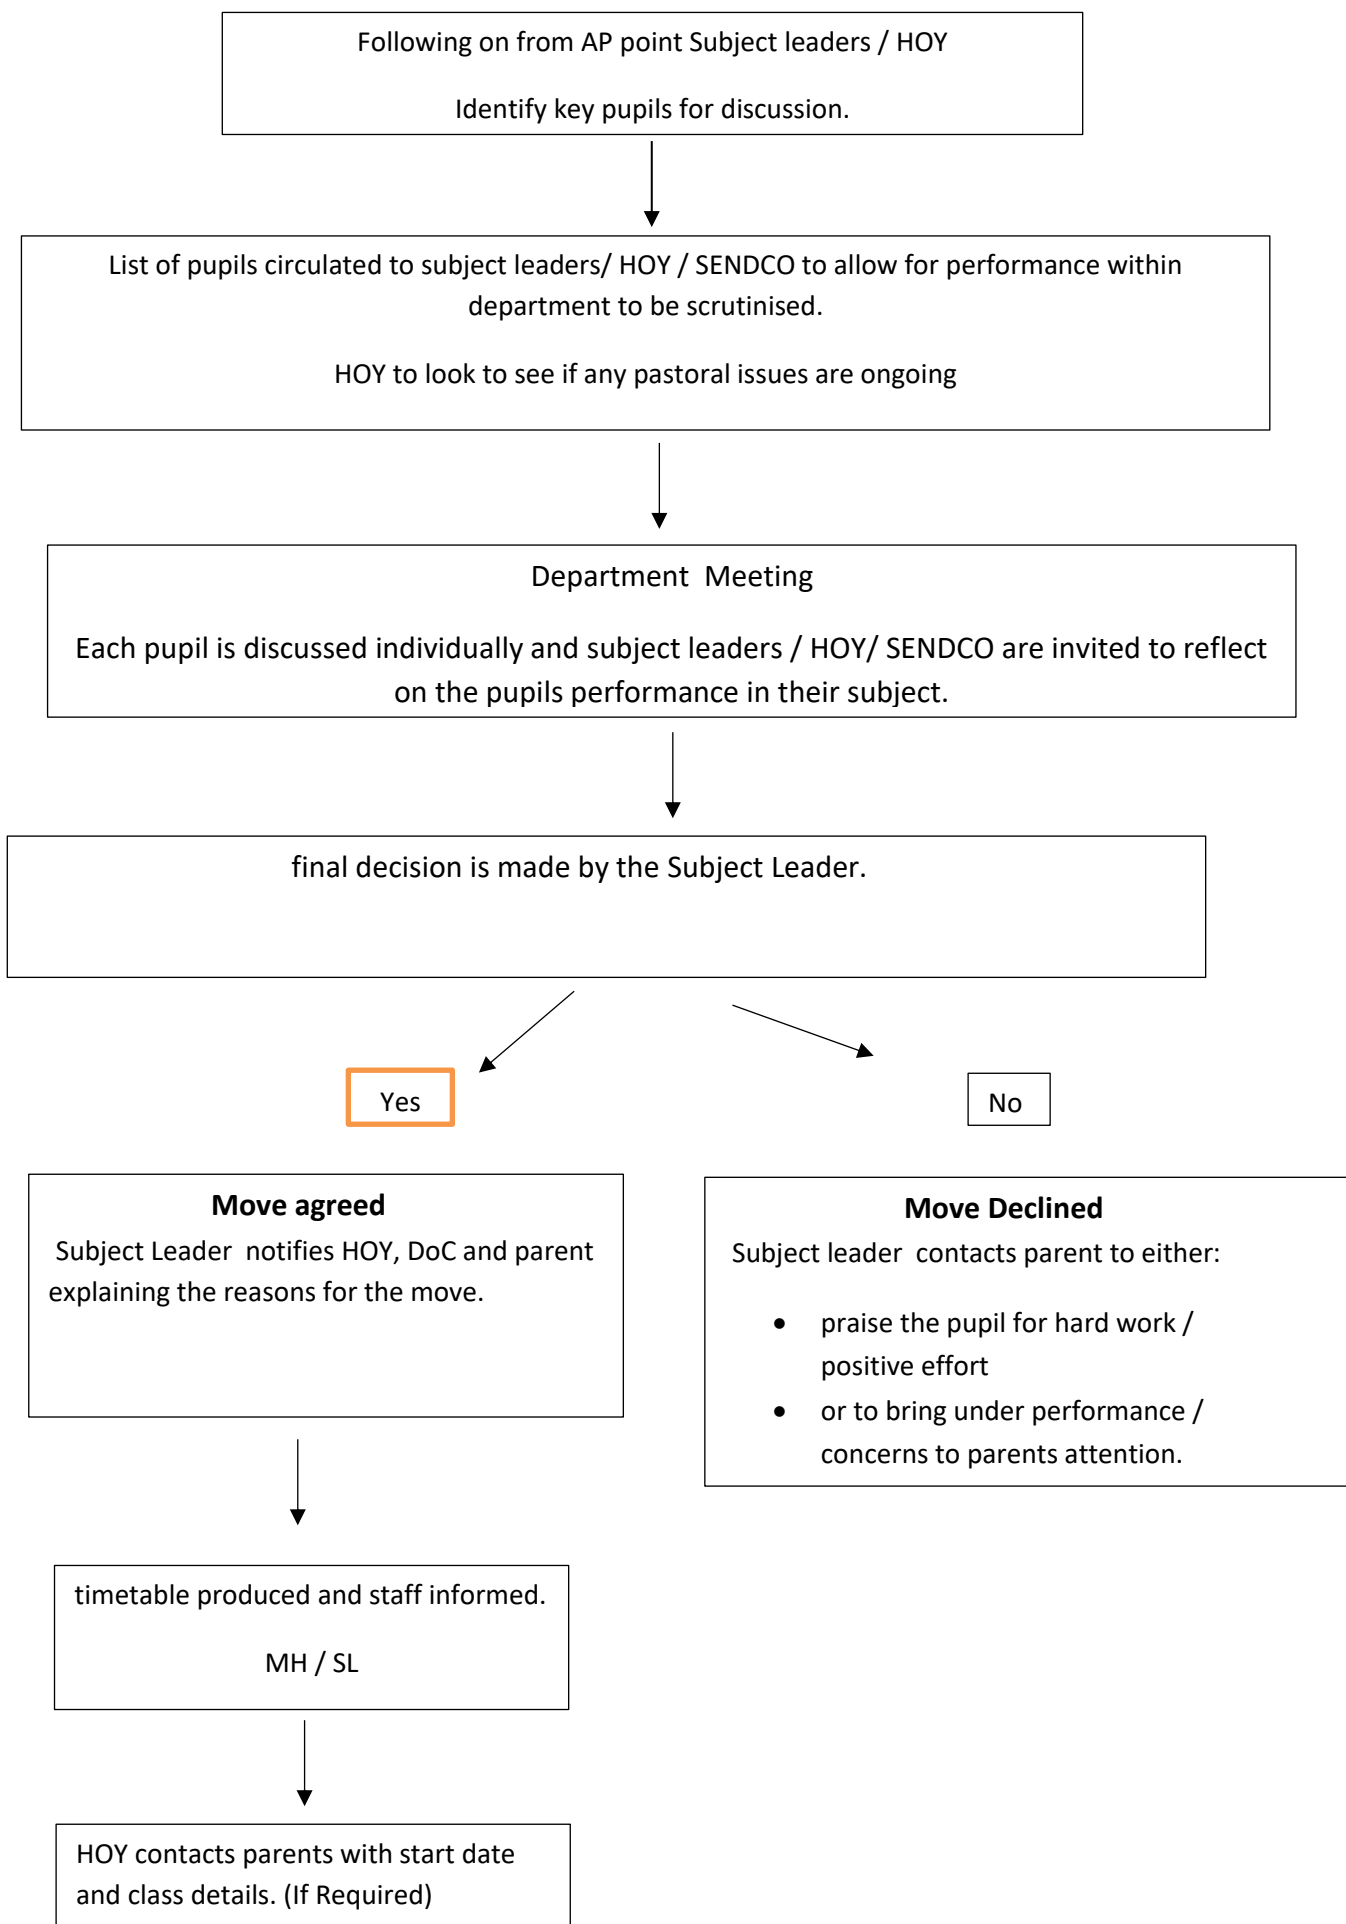 Following on from AP point Subject leaders / HOY
Identify key pupils for discussion.
List of pupils circulated to subject leaders/ HOY / SENDCO to allow for performance within
department to be scrutinised.
HOY to look to see if any pastoral issues are ongoing
Department  Meeting
Each pupil is discussed individually and subject leaders / HOY/ SENDCO are invited to reflect
on the pupils performance in their subject.
final decision is made by the Subject Leader.
Yes
No
Move agreed
Subject Leader  notifies HOY, DoC and parent
explaining the reasons for the move.
Move Declined
Subject leader  contacts parent to either:
• praise the pupil for hard work /
positive effort
• or to bring under performance /
concerns to parents attention.
timetable produced and staff informed.
MH / SL
HOY contacts parents with start date
and class details. (If Required)